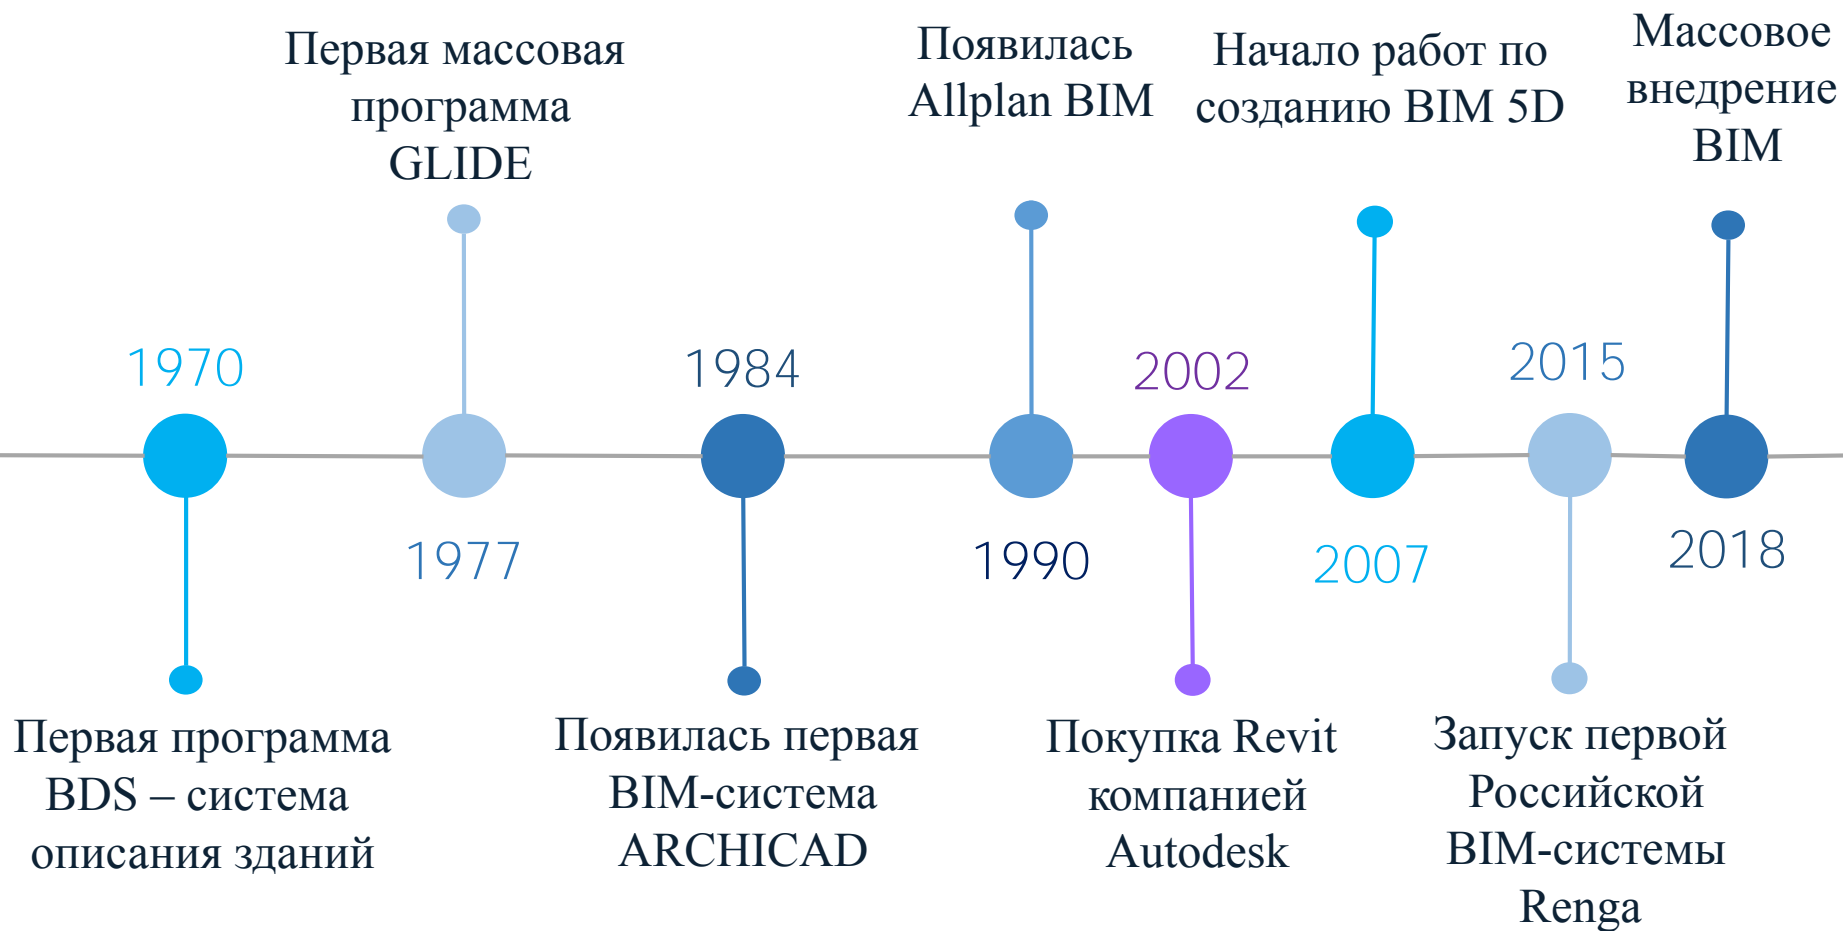 Первая массовая
программа
GLIDE
Появилась
Allplan BIM
Начало работ по
созданию BIM 5D
Массовое
внедрение
BIM
1970
1984
2002
2015
1977
1990
2007
2018
Первая программа
BDS – система
описания зданий
Появилась первая
BIM-система
ARCHICAD
Покупка Revit
компанией
Autodesk
Запуск первой
Российской
BIM-системы
Renga